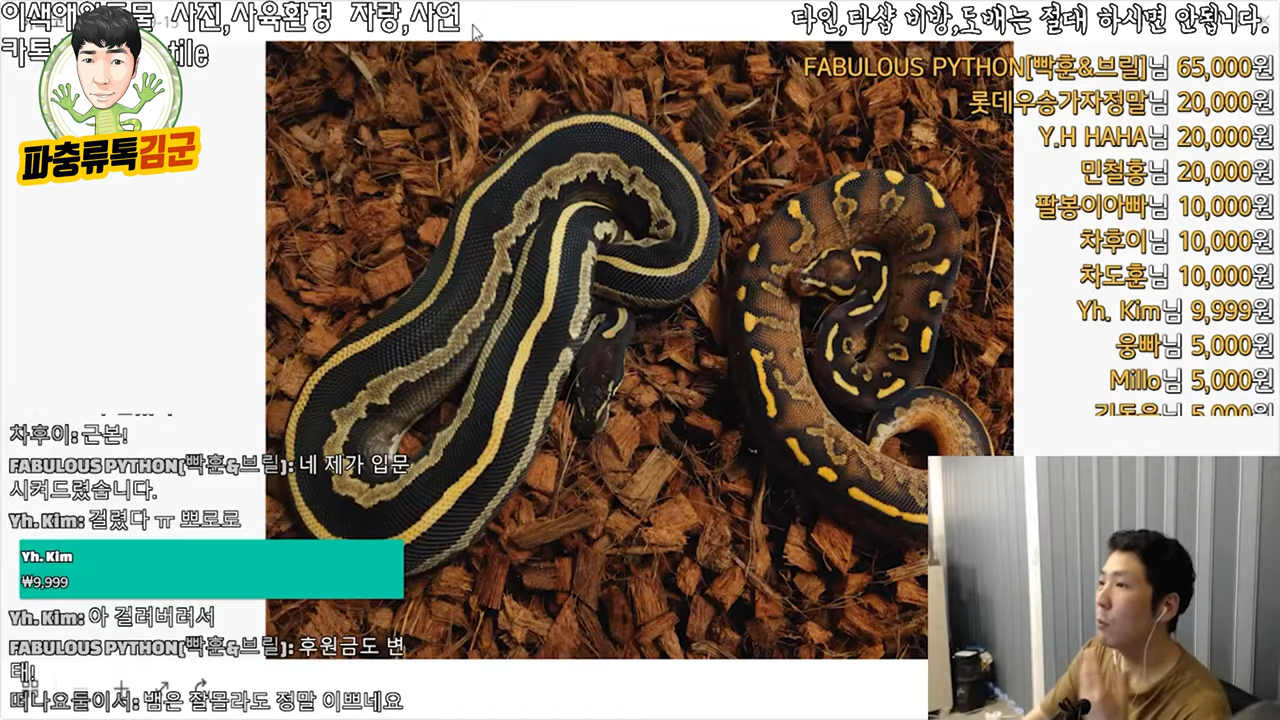 이색애완동물 사진, 사육환경 자랑, 사연
카톡
tile
파충류톡김군
타인,타샵 비방,도배는 절대 하시면 안됩니다.
FABULOUS PYTHON[빡훈&브릴]님 65,000원
롯데우승가자정말님 20,000원
Y.H HAHA님 20,000원
민철홍님 20,000원
팔봉이아빠님 10,000원
차후이님 10,000원
차도훈님 10,000원
Yh. Kim님 9,999원
웅빠님 5,000원
Millo님 5,000원
5,000원
차후이: 근본!
FABULOUS PYTHON[빡훈&브릴]: 네 제가 입문
시켜드렸습니다.
Yh. Kim: 걸렸다 ㅠ 뽀로로
Yh. Kim
₩9,999
Yh. Kim: 아 걸려버려서
FABULOUS PYTHON[빡훈&브릴]: 후원금도 변
태!
떠나요둘이서: 뱀은 잘몰라도 정말 이쁘네요